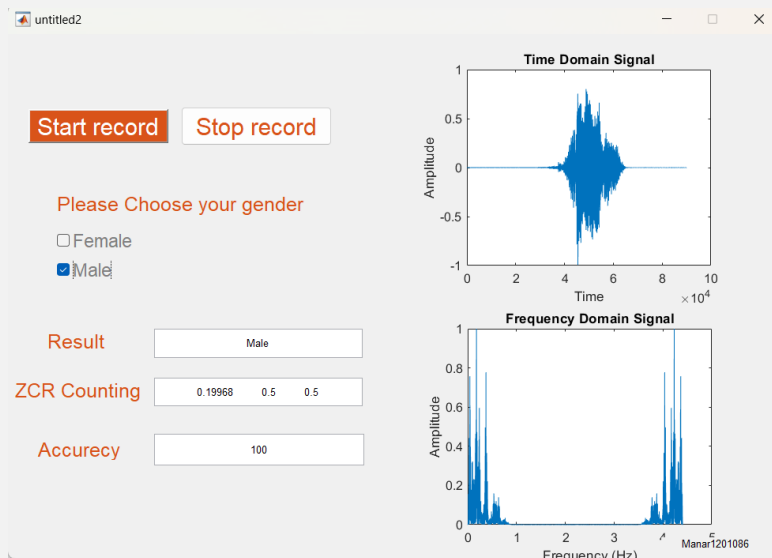 untitled2
Start record
Stop record
Please Choose your gender
Female
Male
Result
Male
ZCR Counting
0.19968 0.5 0.5
Accurecy
100
Time Domain Signal
1
0.5
0
-0.5
-1
Amplitude
0 2 4 6 8 10
Time
×10⁴
Frequency Domain Signal
1
0.8
0.6
0.4
0.2
0
Amplitude
0 1 2 3 4 5
Frequency (Hz)
Manar1201086